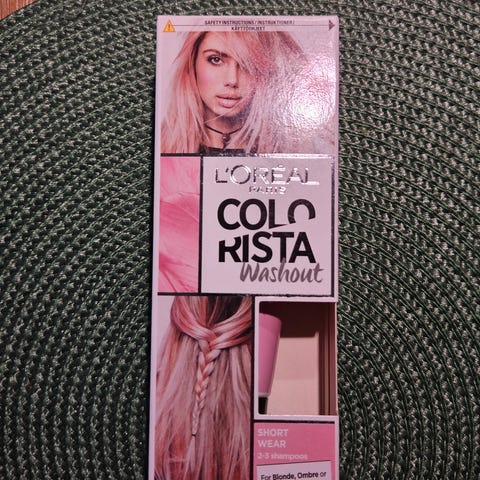 SAFETY INSTRUCTIONS / INSTRUKTIONER /
KÄYTTÖOHJEET
L'ORÉAL
PARIS
COLO
RISTA
Washout
SHORT
WEAR
2-3 shampoos
For Blonde, Ombre or